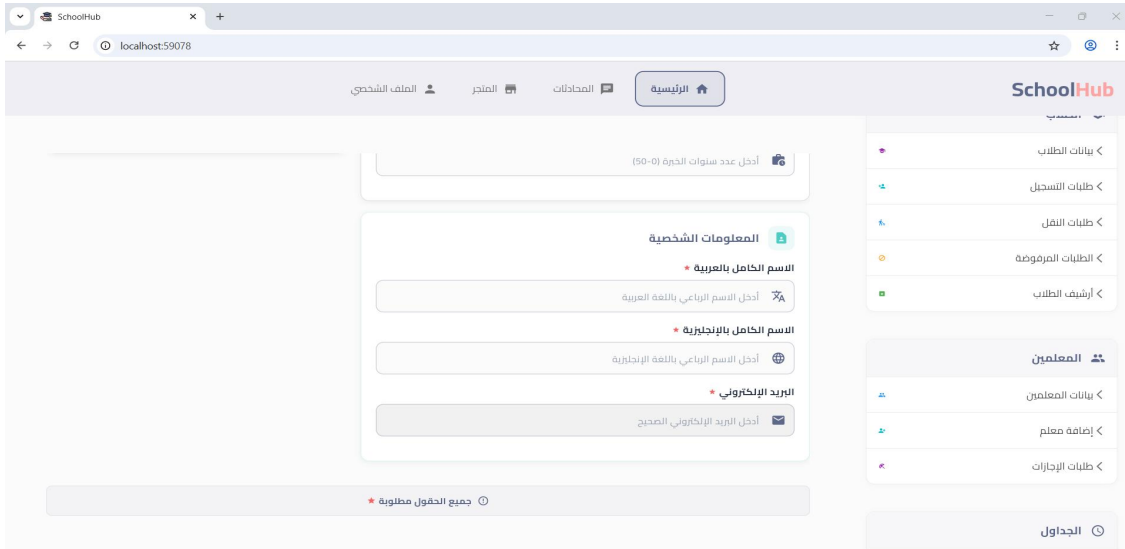 SchoolHub
localhost:59078
SchoolHub
الرئيسية
المحادثات
المتجر
الملف الشخصي
الطلاب
بيانات الطلاب
طلبات التسجيل
طلبات النقل
الطلبات المرفوضة
أرشيف الطلاب
المعلمين
بيانات المعلمين
إضافة معلم
طلبات الإجازات
الجداول
أدخل عدد سنوات الخبرة (0-50)
المعلومات الشخصية
الاسم الكامل بالعربية *
أدخل الاسم الرباعي باللغة العربية
الاسم الكامل بالإنجليزية *
أدخل الاسم الرباعي باللغة الإنجليزية
البريد الإلكتروني *
أدخل البريد الإلكتروني الصحيح
جميع الحقول مطلوبة *